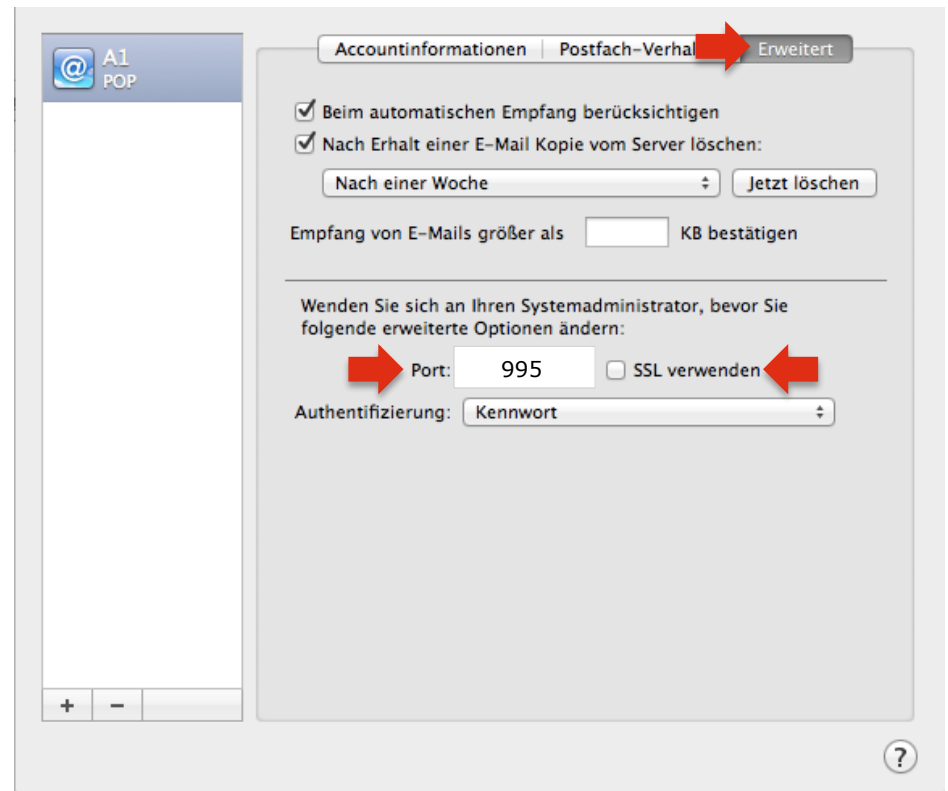 A1
POP
Accountinformationen
Postfach-Verhal
Erweitert
Beim automatischen Empfang berücksichtigen
Nach Erhalt einer E-Mail Kopie vom Server löschen:
Nach einer Woche
Jetzt löschen
Empfang von E-Mails größer als KB bestätigen
Wenden Sie sich an Ihren Systemadministrator, bevor Sie
folgende erweiterte Optionen ändern:
Port: 995 SSL verwenden
Authentifizierung: Kennwort
+ −
?